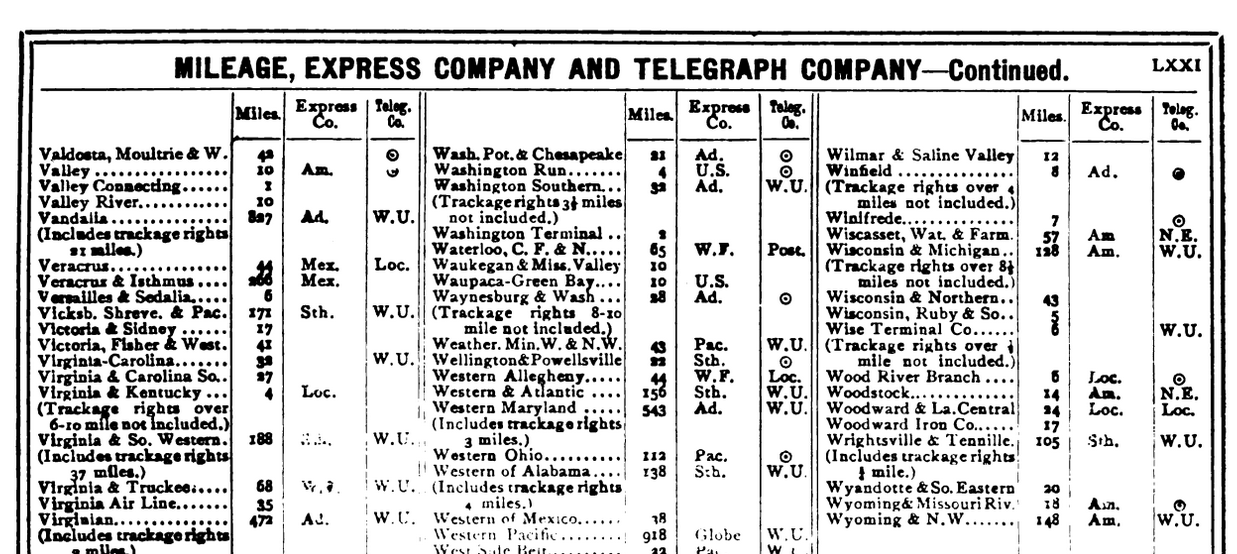 MILEAGE, EXPRESS COMPANY AND TELEGRAPH COMPANY—Continued. LXXI
Miles. Express Co. Teleg. Co.
Valdosta, Moultrie & W. 42 ⊙
Valley 10 Am.
Valley Connecting 1
Valley River 10
Vandalia 827 Ad. W.U.
(Includes trackage rights
21 miles.)
Veracruz 44 Mex. Loc.
Veracruz & Isthmus 266 Mex.
Versailles & Sedalia 6
Vicksb. Shreve. & Pac. 171 Sth. W.U.
Victoria & Sidney 17
Victoria, Fisher & West. 41
Virginia-Carolina 32 W.U.
Virginia & Carolina So. 27
Virginia & Kentucky 4 Loc.
(Trackage rights over
6-10 mile not included.)
Virginia & So. Western. 188 W.U.
(Includes trackage rights
37 miles.)
Virginia & Truckee 68 W.U.
Virginia Air Line 35
Virginian 472 Ad. W.U.
(Includes trackage rights
miles.)
Miles. Express Co. Teleg. Co.
Wash. Pot. & Chesapeake 21 Ad. ⊙
Washington Run 4 U.S. ⊙
Washington Southern 32 Ad. W.U.
(Trackage rights 3½ miles
not included.)
Washington Terminal 2
Waterloo, C. F. & N. 65 W.F. Post.
Waukegan & Miss. Valley 10
Waupaca-Green Bay 10 U.S.
Waynesburg & Wash 28 Ad. ⊙
(Trackage rights 8-10
mile not included.)
Weather. Min. W. & N.W. 43 Pac. W.U.
Wellington & Powellsville 22 Sth. ⊙
Western Allegheny 44 W.F. Loc.
Western & Atlantic 156 Sth. W.U.
Western Maryland 543 Ad. W.U.
(Includes trackage rights
3 miles.)
Western Ohio 112 Pac. ⊙
Western of Alabama 138 Sth. W.U.
(Includes trackage rights
4 miles.)
Western of Mexico 38
Western Pacific 918 Globe W.U.
West Side Belt 22
Miles. Express Co. Teleg. Co.
Wilmar & Saline Valley 12
Winfield 8 Ad.
(Trackage rights over 4
miles not included.)
Winifrede 7 ⊙
Wiscasset, Wat. & Farm. 57 Am N.E.
Wisconsin & Michigan 128 Am. W.U.
(Trackage rights over 8½
miles not included.)
Wisconsin & Northern 43
Wisconsin, Ruby & So. 5
Wise Terminal Co. 6 W.U.
(Trackage rights over
mile not included.)
Wood River Branch 6 Loc. ⊙
Woodstock 14 Am. N.E.
Woodward & La. Central 24 Loc. Loc.
Woodward Iron Co. 17
Wrightsville & Tennille. 105 Sth. W.U.
(Includes trackage rights
mile.)
Wyandotte & So. Eastern 20
Wyoming & Missouri Riv. 18 Am. ⊙
Wyoming & N.W. 148 Am. W.U.